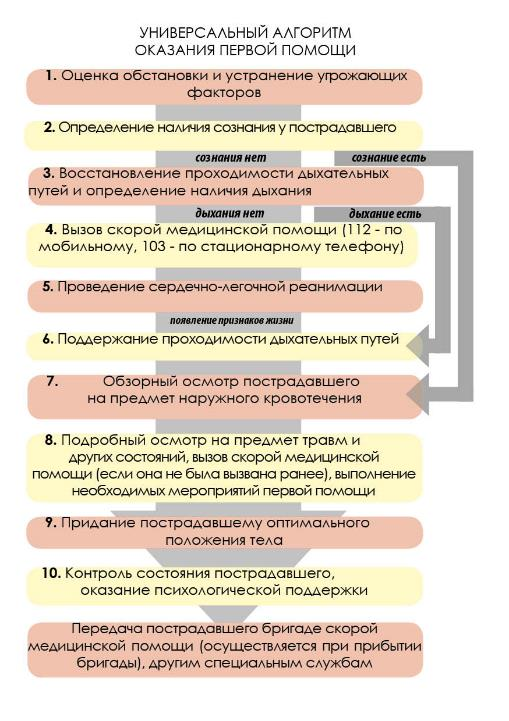 УНИВЕРСАЛЬНЫЙ АЛГОРИТМ
ОКАЗАНИЯ ПЕРВОЙ ПОМОЩИ
1. Оценка обстановки и устранение угрожающих
факторов
2. Определение наличия сознания у пострадавшего
сознания нет
сознание есть
3. Восстановление проходимости дыхательных
путей и определение наличия дыхания
дыхания нет
дыхание есть
4. Вызов скорой медицинской помощи (112 - по
мобильному, 103 - по стационарному телефону)
5. Проведение сердечно-легочной реанимации
появление признаков жизни
6. Поддержание проходимости дыхательных путей
7. Обзорный осмотр пострадавшего
на предмет наружного кровотечения
8. Подробный осмотр на предмет травм и
других состояний, вызов скорой медицинской
помощи (если она не была вызвана ранее), выполнение
необходимых мероприятий первой помощи
9. Придание пострадавшему оптимального
положения тела
10. Контроль состояния пострадавшего,
оказание психологической поддержки
Передача пострадавшего бригаде скорой
медицинской помощи (осуществляется при прибытии
бригады), другим специальным службам